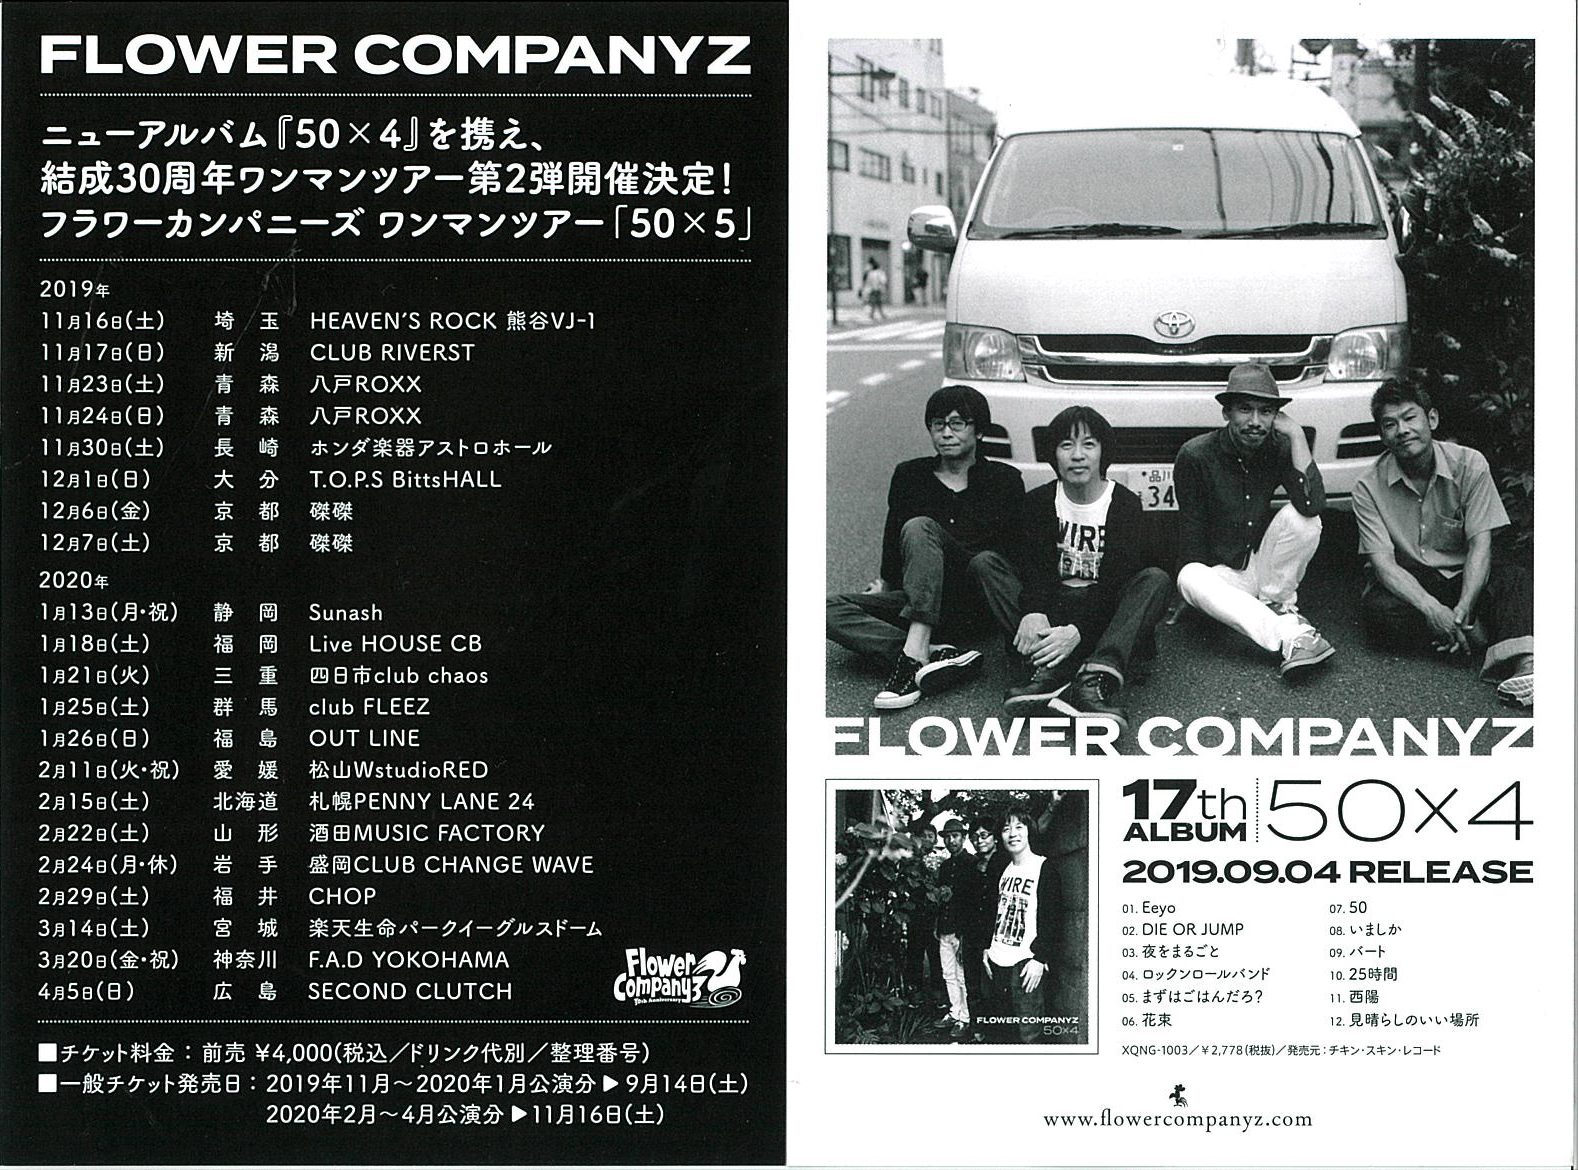 FLOWER COMPANYZ
ニューアルバム『50×4』を携え、
結成30周年ワンマンツアー第2弾開催決定!
フラワーカンパニーズ ワンマンツアー「50×5」
2019年
11月16日(土) 埼玉 HEAVEN'S ROCK 熊谷VJ-1
11月17日(日) 新潟 CLUB RIVERST
11月23日(土) 青森 八戸ROXX
11月24日(日) 青森 八戸ROXX
11月30日(土) 長崎 ホンダ楽器アストロホール
12月1日(日) 大分 T.O.P.S BittsHALL
12月6日(金) 京都 磔磔
12月7日(土) 京都 磔磔
2020年
1月13日(月・祝) 静岡 Sunash
1月18日(土) 福岡 Live HOUSE CB
1月21日(火) 三重 四日市club chaos
1月25日(土) 群馬 club FLEEZ
1月26日(日) 福島 OUT LINE
2月11日(火・祝) 愛媛 松山WstudioRED
2月15日(土) 北海道 札幌PENNY LANE 24
2月22日(土) 山形 酒田MUSIC FACTORY
2月24日(月・休) 岩手 盛岡CLUB CHANGE WAVE
2月29日(土) 福井 CHOP
3月14日(土) 宮城 楽天生命パークイーグルスドーム
3月20日(金・祝) 神奈川 F.A.D YOKOHAMA
4月5日(日) 広島 SECOND CLUTCH
Flower
Companyz
30th Anniversary
■チケット料金：前売 ¥4,000(税込／ドリンク代別／整理番号)
■一般チケット発売日：2019年11月～2020年1月公演分▶9月14日(土)
2020年2月～4月公演分▶11月16日(土)
品川
34
WIRE
FLOWER COMPANYZ
WIRE
FLOWER COMPANYZ
50×4
17th ALBUM 50×4
2019.09.04 RELEASE
01. Eeyo
02. DIE OR JUMP
03. 夜をまるごと
04. ロックンロールバンド
05. まずはごはんだろ?
06. 花束
07. 50
08. いましか
09. バート
10. 25時間
11. 西陽
12. 見晴らしのいい場所
XQNG-1003／¥2,778(税抜)／発売元：チキン・スキン・レコード
www.flowercompanyz.com